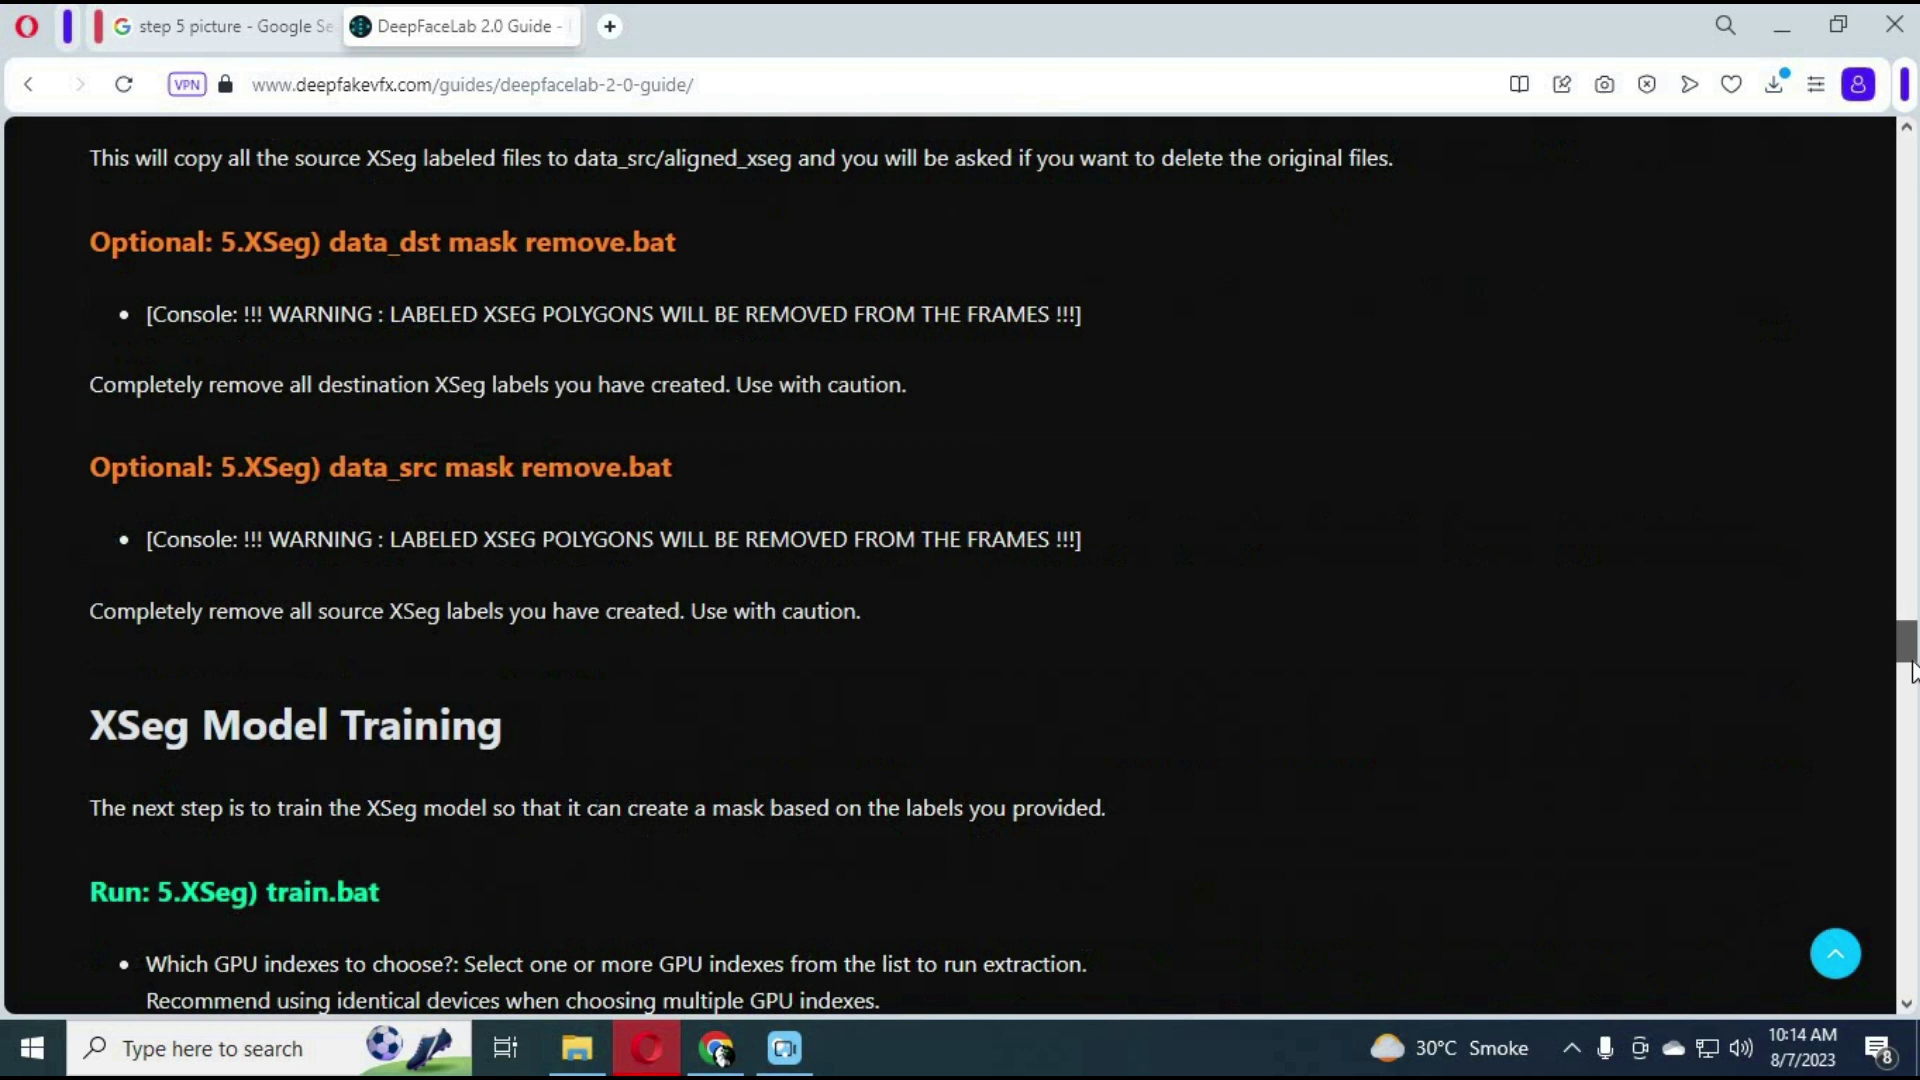 step 5 picture - Google Se
DeepFaceLab 2.0 Guide -
VPN
www.deepfakevfx.com/guides/deepfacelab-2-0-guide/
This will copy all the source XSeg labeled files to data_src/aligned_xseg and you will be asked if you want to delete the original files.
Optional: 5.XSeg) data_dst mask remove.bat
[Console: !!! WARNING : LABELED XSEG POLYGONS WILL BE REMOVED FROM THE FRAMES !!!]
Completely remove all destination XSeg labels you have created. Use with caution.
Optional: 5.XSeg) data_src mask remove.bat
[Console: !!! WARNING : LABELED XSEG POLYGONS WILL BE REMOVED FROM THE FRAMES !!!]
Completely remove all source XSeg labels you have created. Use with caution.
XSeg Model Training
The next step is to train the XSeg model so that it can create a mask based on the labels you provided.
Run: 5.XSeg) train.bat
Which GPU indexes to choose?: Select one or more GPU indexes from the list to run extraction.
Recommend using identical devices when choosing multiple GPU indexes.
Type here to search
30°C Smoke
10:14 AM
8/7/2023
8